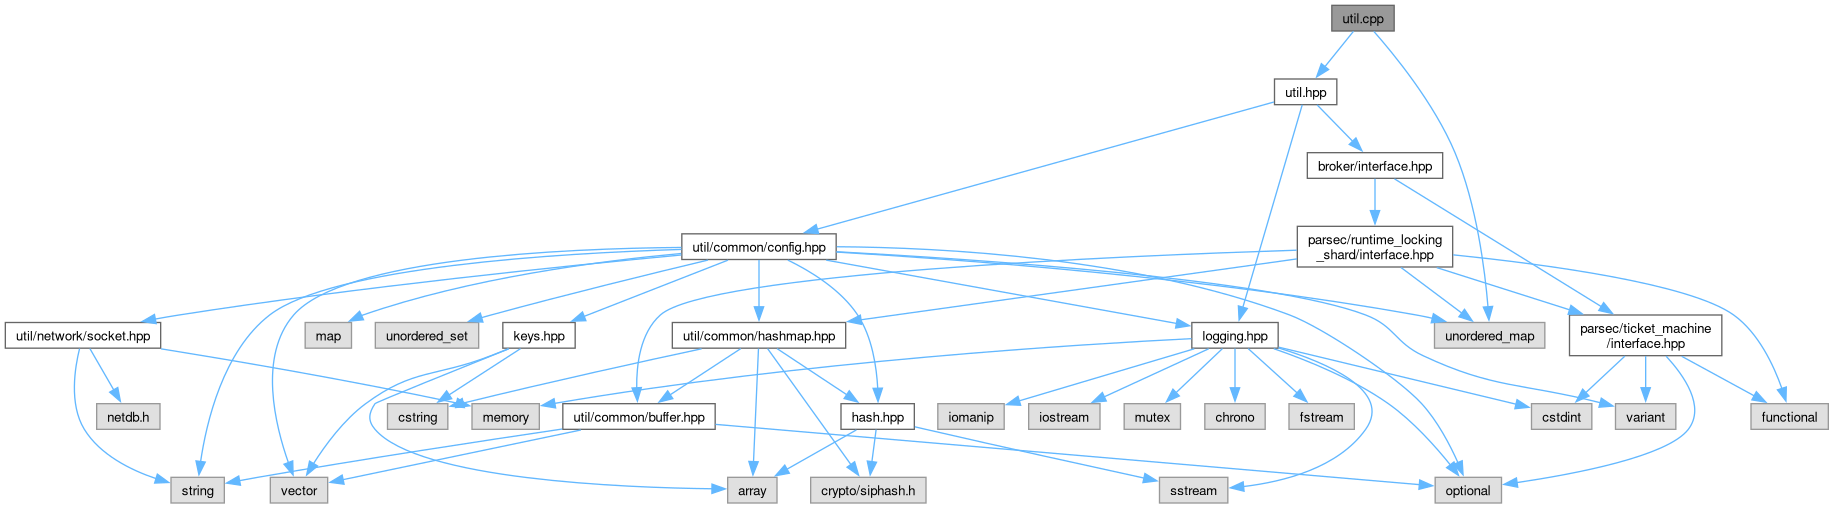 util.cpp
util.hpp
broker/interface.hpp
util/common/config.hpp
parsec/runtime_locking
_shard/interface.hpp
util/network/socket.hpp
map
unordered_set
keys.hpp
util/common/hashmap.hpp
logging.hpp
unordered_map
parsec/ticket_machine
/interface.hpp
netdb.h
cstring
memory
util/common/buffer.hpp
hash.hpp
iomanip
iostream
mutex
chrono
fstream
cstdint
variant
functional
string
vector
array
crypto/siphash.h
sstream
optional